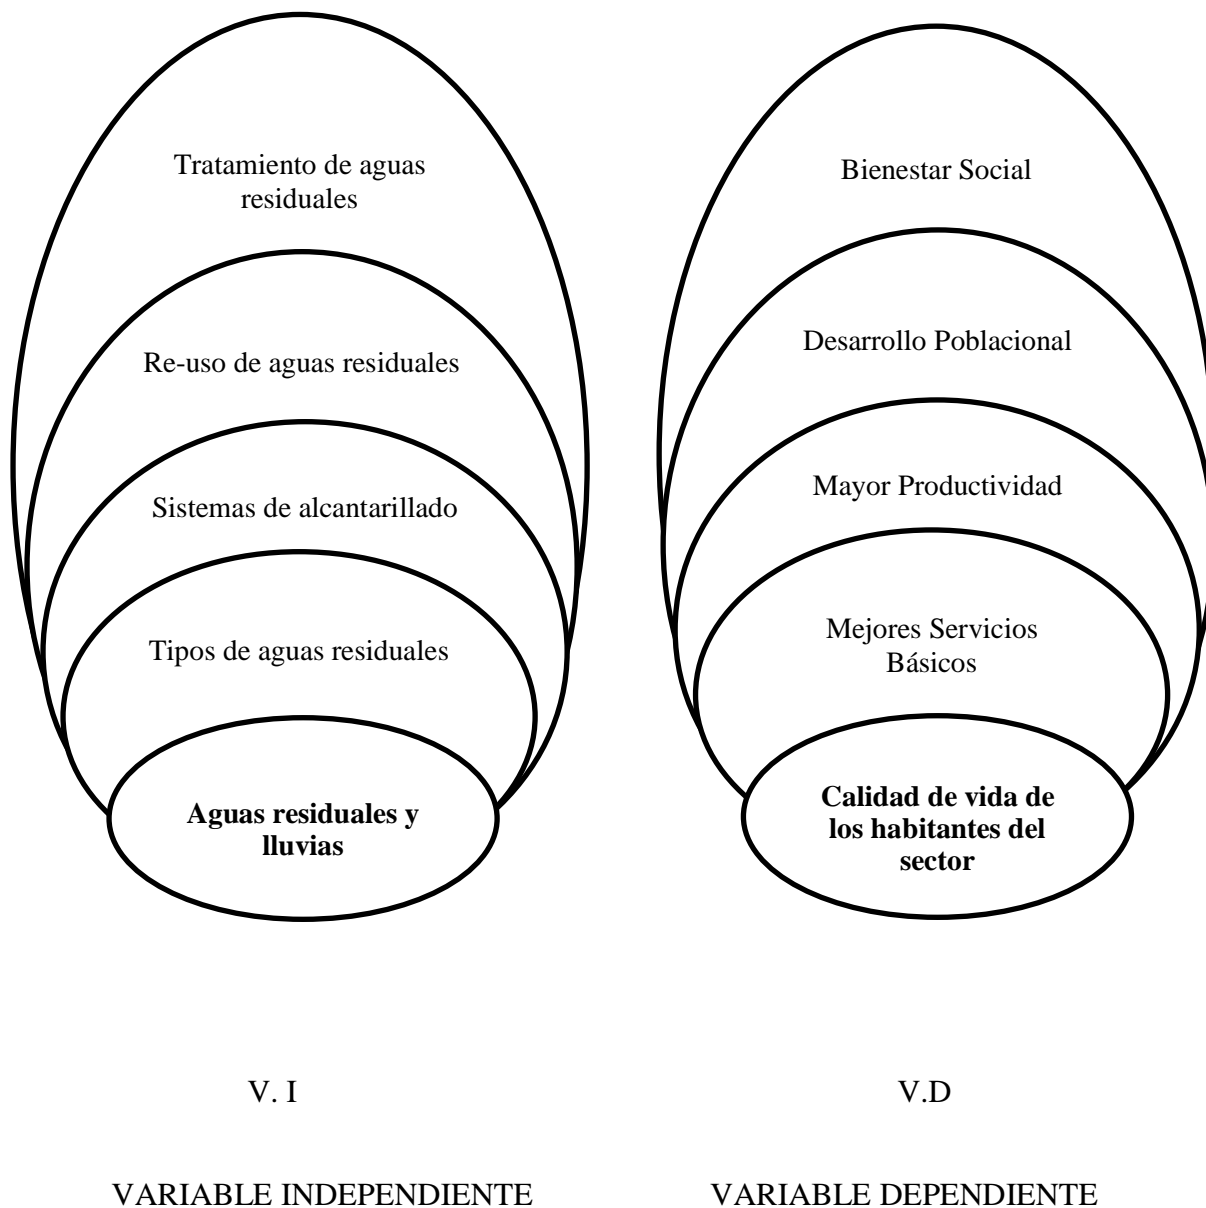 Tratamiento de aguas
residuales
Re-uso de aguas residuales
Sistemas de alcantarillado
Tipos de aguas residuales
Aguas residuales y
lluvias
V. I
VARIABLE INDEPENDIENTE
Bienestar Social
Desarrollo Poblacional
Mayor Productividad
Mejores Servicios
Básicos
Calidad de vida de
los habitantes del
sector
V.D
VARIABLE DEPENDIENTE